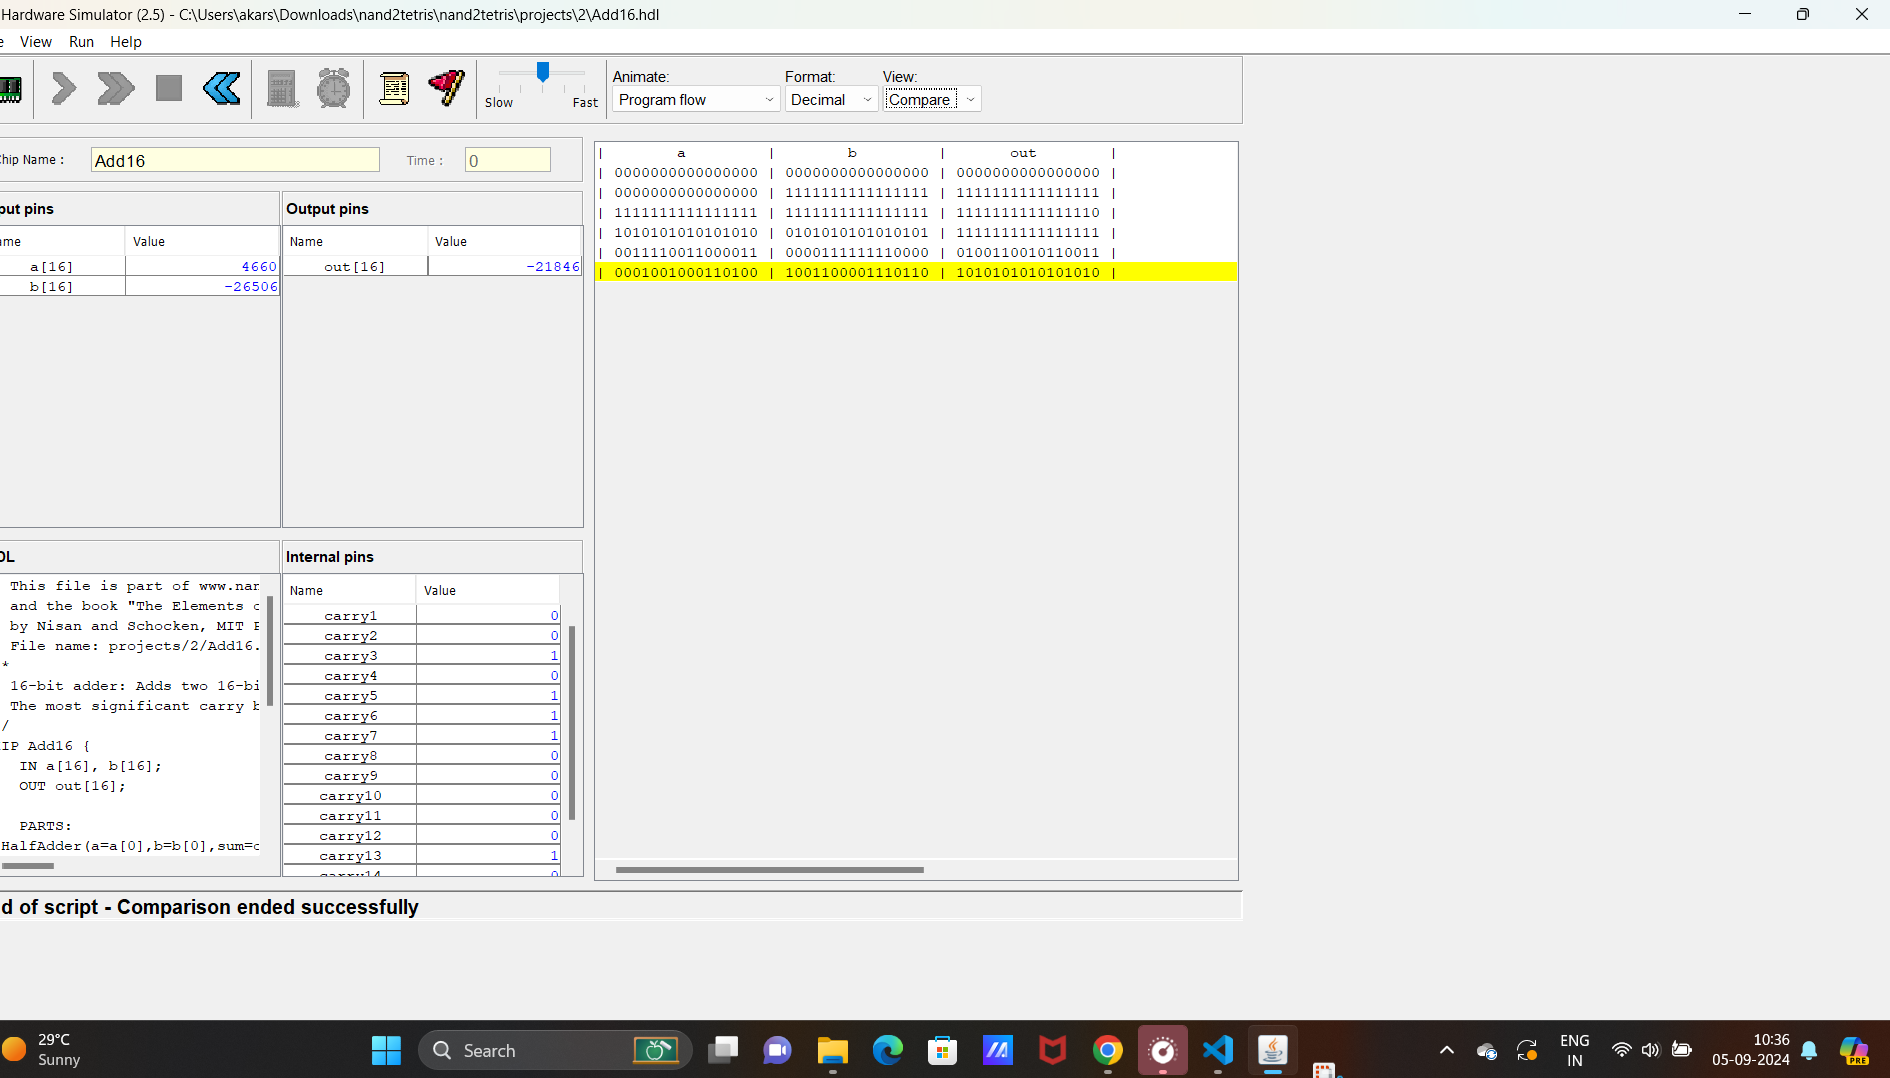 Hardware Simulator (2.5) - C:\Users\akars\Downloads\nand2tetris\nand2tetris\projects\2\Add16.hdl
e View Run Help
Slow Fast
Animate: Format: View:
Program flow Decimal Compare
hip Name : Add16 Time : 0
put pins Output pins
me Value Name Value
a[16] 4660 out[16] -21846
b[16] -26506
| a | b | out |
| 0000000000000000 | 0000000000000000 | 0000000000000000 |
| 0000000000000000 | 1111111111111111 | 1111111111111111 |
| 1111111111111111 | 1111111111111111 | 1111111111111110 |
| 1010101010101010 | 0101010101010101 | 1111111111111111 |
| 0011110011000011 | 0000111111110000 | 0100110010110011 |
| 0001001000110100 | 1001100001110110 | 1010101010101010 |
DL
This file is part of www.nan
and the book "The Elements o
by Nisan and Schocken, MIT P
File name: projects/2/Add16.
*
16-bit adder: Adds two 16-bi
The most significant carry b
/
IP Add16 {
IN a[16], b[16];
OUT out[16];
PARTS:
HalfAdder(a=a[0],b=b[0],sum=o
Internal pins
Name Value
carry1 0
carry2 0
carry3 1
carry4 0
carry5 1
carry6 1
carry7 1
carry8 0
carry9 0
carry10 0
carry11 0
carry12 0
carry13 1
carry14 0
d of script - Comparison ended successfully
29°C
Sunny
Search
ENG
IN
10:36
05-09-2024
PRE